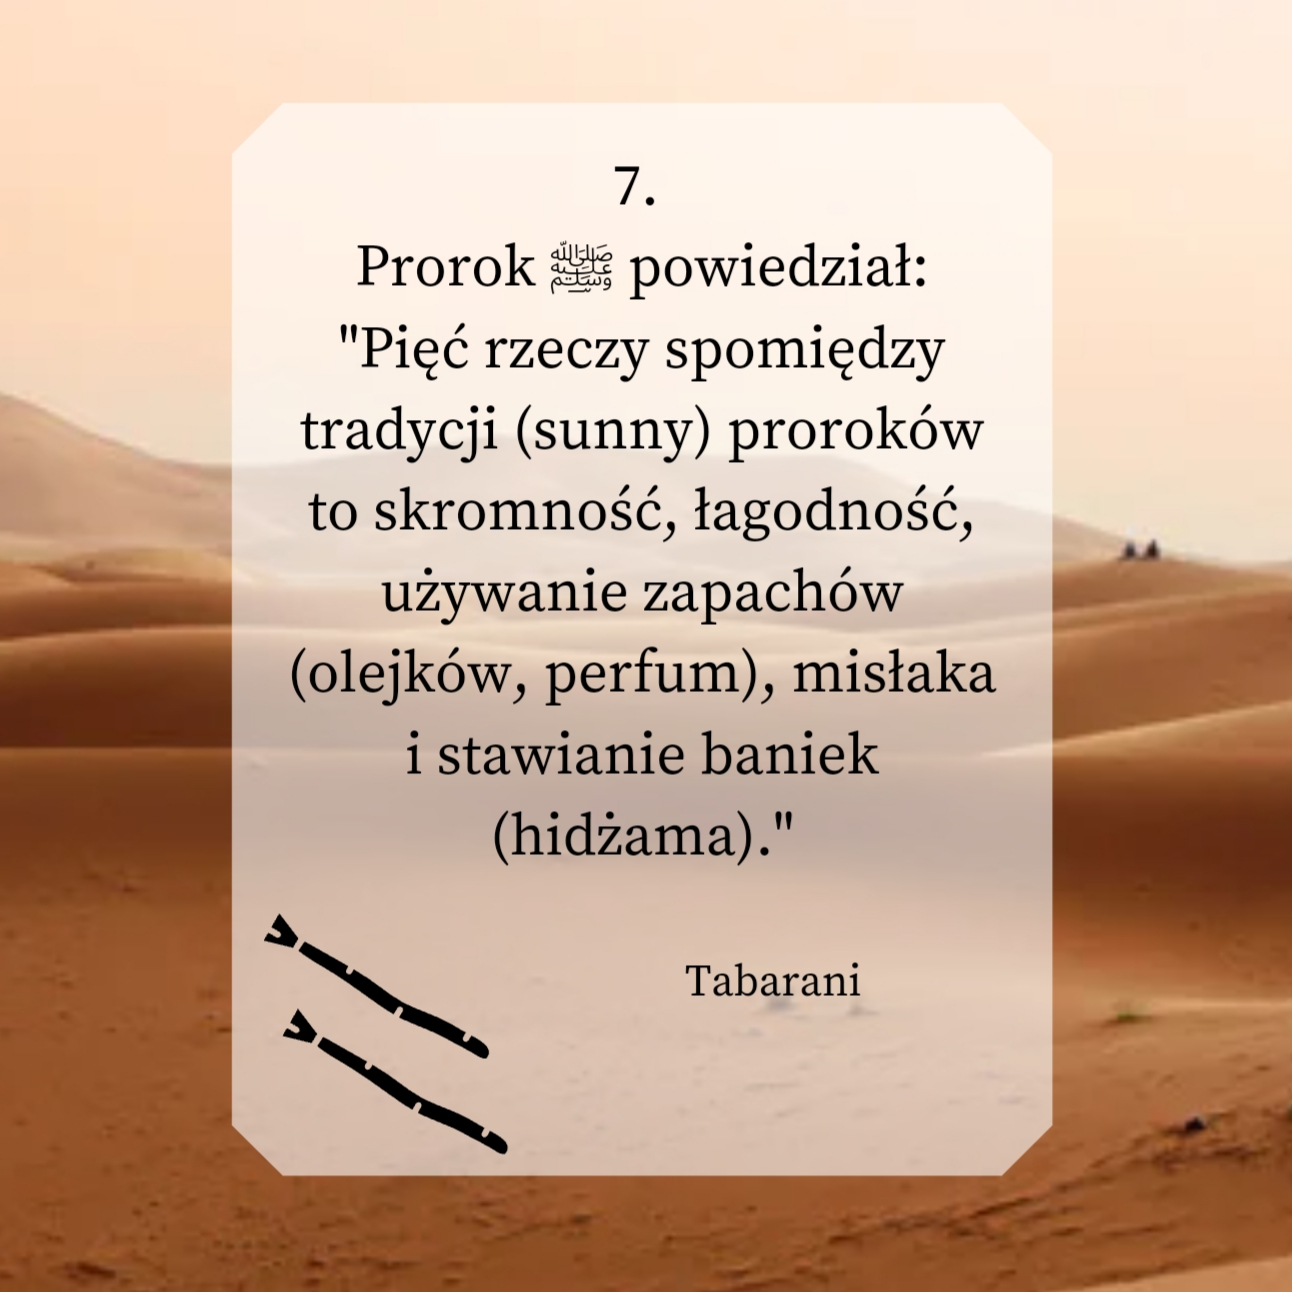 7.
Prorok ﷺ powiedział:
"Pięć rzeczy spomiędzy
tradycji (sunny) proroków
to skromność, łagodność,
używanie zapachów
(olejków, perfum), misłaka
i stawianie baniek
(hidżama)."
Tabarani